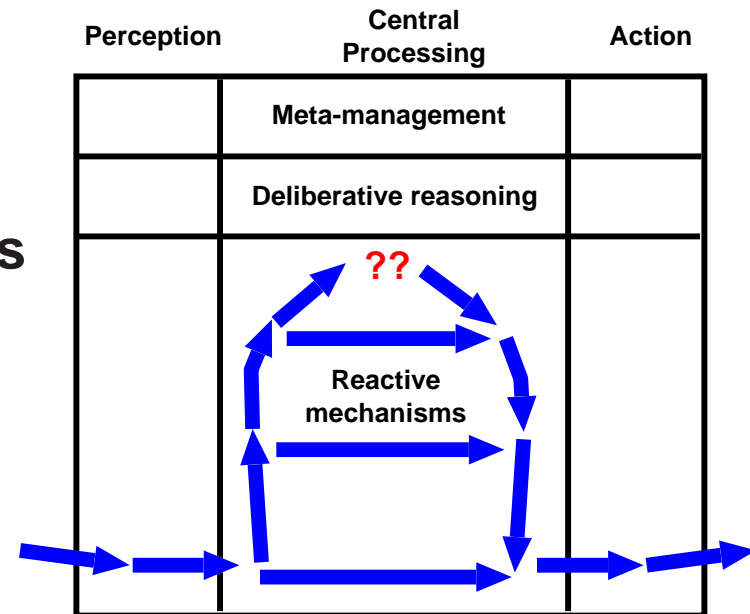 Perception
Central
Processing
Action
Meta-management
Deliberative reasoning
s
??
Reactive
mechanisms